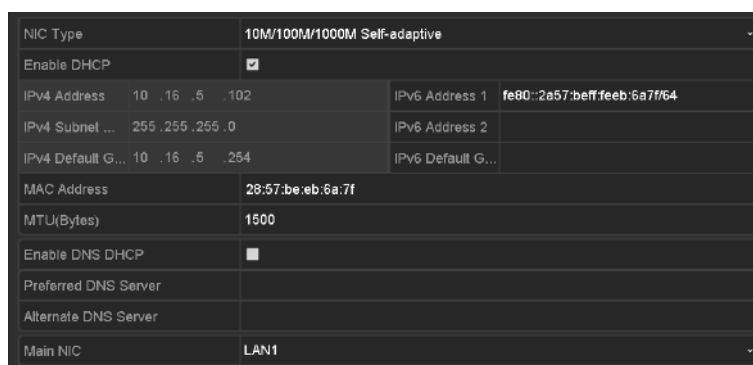 NIC Type 10M/100M/1000M Self-adaptive
Enable DHCP
IPv4 Address 10 .16 .5 .102 IPv6 Address 1 fe80::2a57:beff:feeb:6a7f/64
IPv4 Subnet ... 255.255.255.0 IPv6 Address 2
IPv4 Default G... 10 .16 .5 .254 IPv6 Default G...
MAC Address 28:57:be:eb:6a:7f
MTU(Bytes) 1500
Enable DNS DHCP
Preferred DNS Server
Alternate DNS Server
Main NIC LAN1